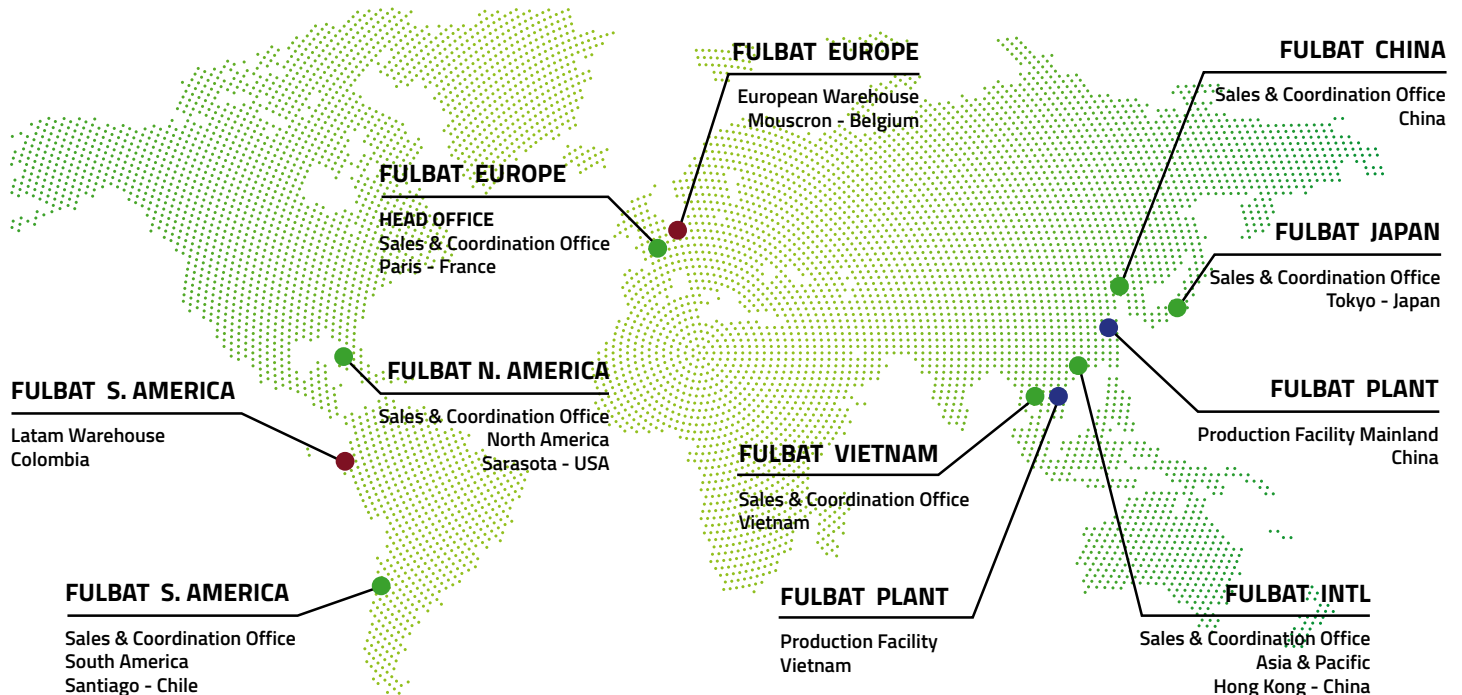 FULBAT EUROPE
European Warehouse
Mouscron - Belgium
FULBAT CHINA
Sales & Coordination Office
China
FULBAT EUROPE
HEAD OFFICE
Sales & Coordination Office
Paris - France
FULBAT JAPAN
Sales & Coordination Office
Tokyo - Japan
FULBAT N. AMERICA
Sales & Coordination Office
North America
Sarasota - USA
FULBAT S. AMERICA
Latam Warehouse
Colombia
FULBAT PLANT
Production Facility Mainland
China
FULBAT VIETNAM
Sales & Coordination Office
Vietnam
FULBAT S. AMERICA
Sales & Coordination Office
South America
Santiago - Chile
FULBAT PLANT
Production Facility
Vietnam
FULBAT INTL
Sales & Coordination Office
Asia & Pacific
Hong Kong - China